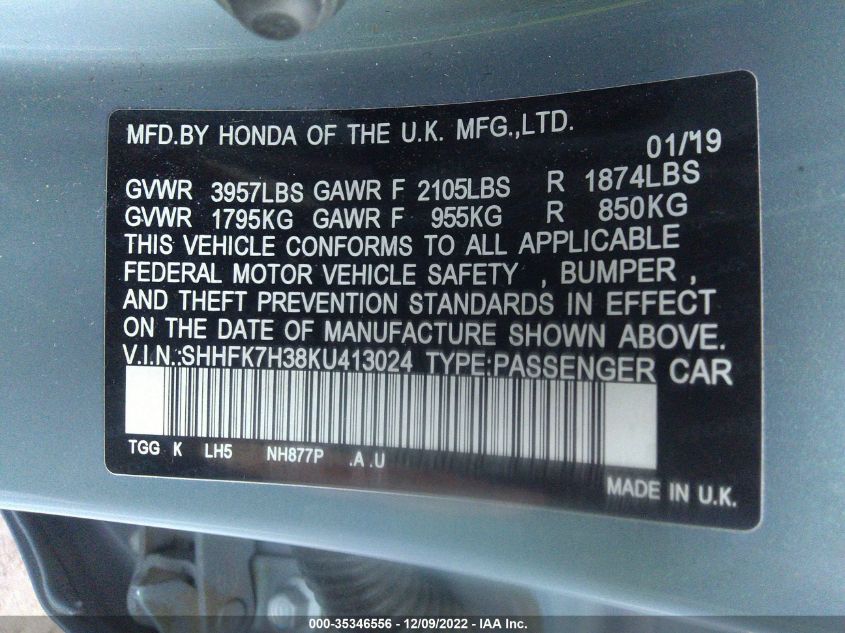 MFD.BY HONDA OF THE U.K. MFG.,LTD.
01/19
GVWR 3957LBS GAWR F 2105LBS R 1874LBS
GVWR 1795KG GAWR F 955KG R 850KG
THIS VEHICLE CONFORMS TO ALL APPLICABLE
FEDERAL MOTOR VEHICLE SAFETY , BUMPER ,
AND THEFT PREVENTION STANDARDS IN EFFECT
ON THE DATE OF MANUFACTURE SHOWN ABOVE.
V.I.N.:SHHFK7H38KU413024 TYPE:PASSENGER CAR
TGG K LH5 NH877P .A .U
MADE IN U.K.
000-35346556 — 12/09/2022 — IAA Inc.